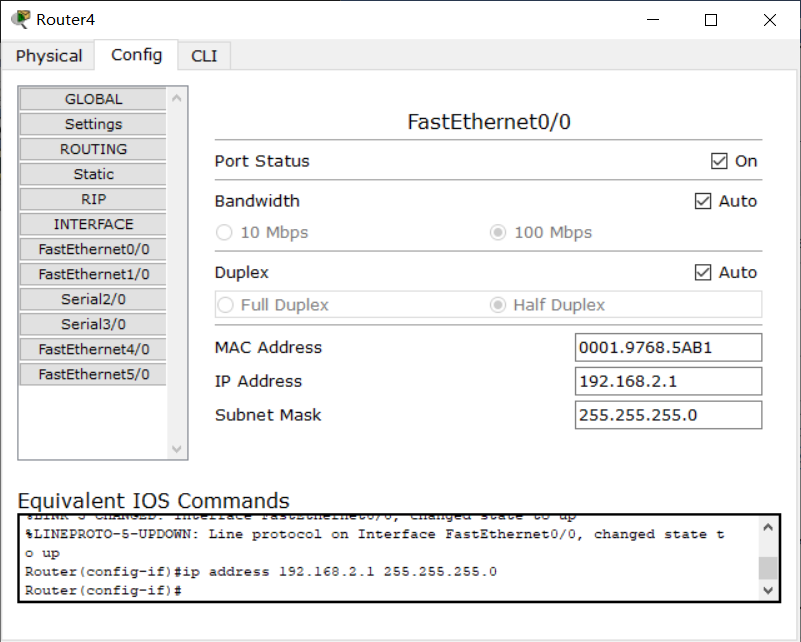 Router4
Physical
Config
CLI
GLOBAL
Settings
ROUTING
Static
RIP
INTERFACE
FastEthernet0/0
FastEthernet1/0
Serial2/0
Serial3/0
FastEthernet4/0
FastEthernet5/0
FastEthernet0/0
Port Status
On
Bandwidth
Auto
10 Mbps
100 Mbps
Duplex
Auto
Full Duplex
Half Duplex
MAC Address
0001.9768.5AB1
IP Address
192.168.2.1
Subnet Mask
255.255.255.0
Equivalent IOS Commands
%LINK-5-CHANGED: Interface FastEthernet0/0, changed state to up
%LINEPROTO-5-UPDOWN: Line protocol on Interface FastEthernet0/0, changed state t
o up
Router(config-if)#ip address 192.168.2.1 255.255.255.0
Router(config-if)#